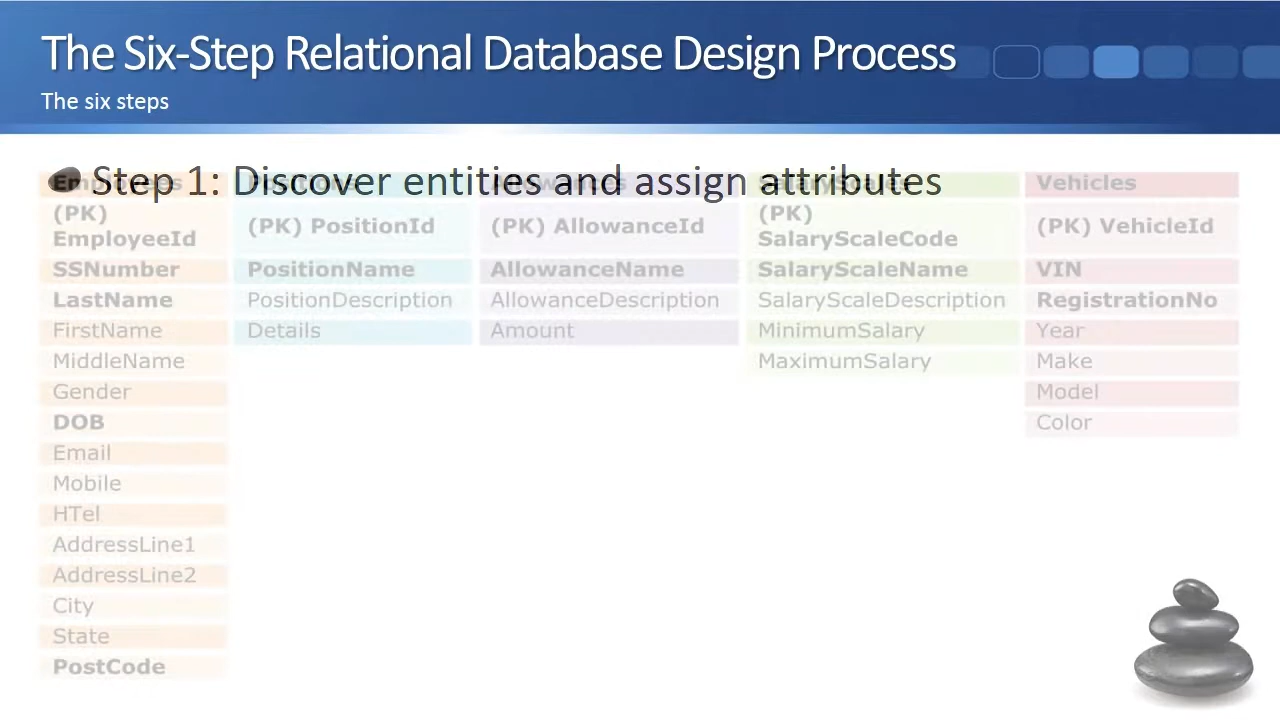 The Six-Step Relational Database Design Process
The six steps
Step 1: Discover entities and assign attributes
Employees
(PK)
EmployeeId
SSNumber
LastName
FirstName
MiddleName
Gender
DOB
Email
Mobile
HTel
AddressLine1
AddressLine2
City
State
PostCode
(PK) PositionId
PositionName
PositionDescription
Details
Allowances
(PK) AllowanceId
AllowanceName
AllowanceDescription
Amount
SalaryScales
(PK)
SalaryScaleCode
SalaryScaleName
SalaryScaleDescription
MinimumSalary
MaximumSalary
Vehicles
(PK) VehicleId
VIN
RegistrationNo
Year
Make
Model
Color